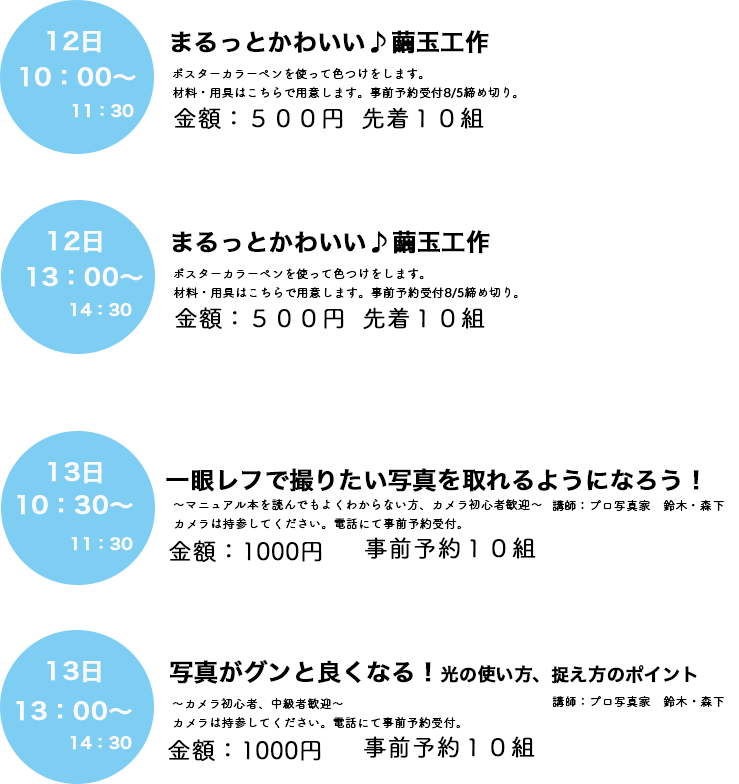 12日
10：00〜
11：30
まるっとかわいい♪繭玉工作
ポスターカラーペンを使って色つけをします。
材料・用具はこちらで用意します。事前予約受付8/5締め切り。
金額：５００円 先着１０組
12日
13：00〜
14：30
まるっとかわいい♪繭玉工作
ポスターカラーペンを使って色つけをします。
材料・用具はこちらで用意します。事前予約受付8/5締め切り。
金額：５００円 先着１０組
13日
10：30〜
11：30
一眼レフで撮りたい写真を取れるようになろう！
〜マニュアル本を読んでもよくわからない方、カメラ初心者歓迎〜 講師：プロ写真家　鈴木・森下
カメラは持参してください。電話にて事前予約受付。
金額：1000円 事前予約１０組
13日
13：00〜
14：30
写真がグンと良くなる！光の使い方、捉え方のポイント
〜カメラ初心者、中級者歓迎〜 講師：プロ写真家　鈴木・森下
カメラは持参してください。電話にて事前予約受付。
金額：1000円 事前予約１０組